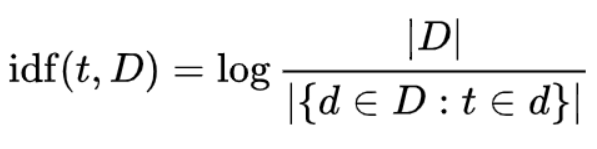 idf(t, D) = log |D| / |{d ∈ D : t ∈ d}|